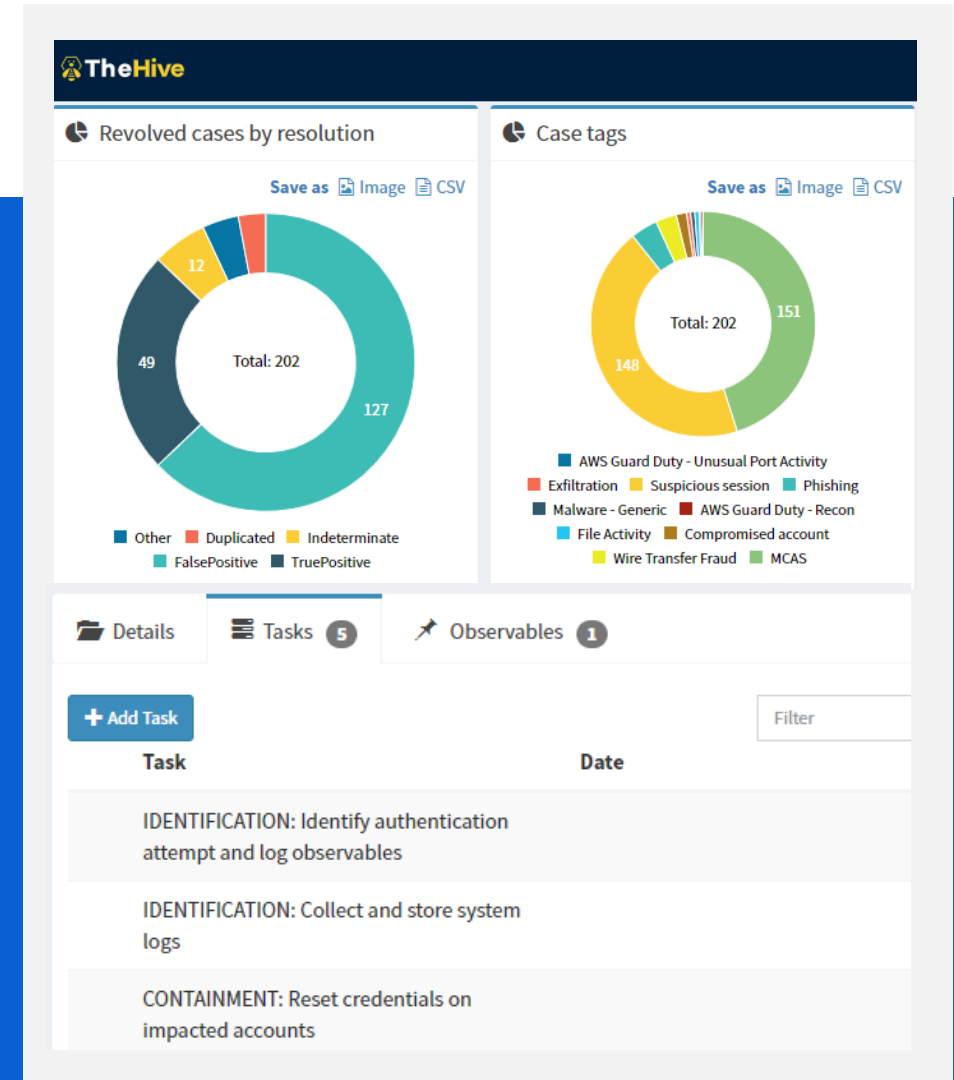 TheHive
Revolved cases by resolution
Save as Image CSV
12
49
Total: 202
127
Other Duplicated Indeterminate
FalsePositive TruePositive
Case tags
Save as Image CSV
Total: 202
151
148
AWS Guard Duty - Unusual Port Activity
Exfiltration Suspicious session Phishing
Malware - Generic AWS Guard Duty - Recon
File Activity Compromised account
Wire Transfer Fraud MCAS
Details Tasks 5 Observables 1
+ Add Task
Filter
Task Date
IDENTIFICATION: Identify authentication
attempt and log observables
IDENTIFICATION: Collect and store system
logs
CONTAINMENT: Reset credentials on
impacted accounts